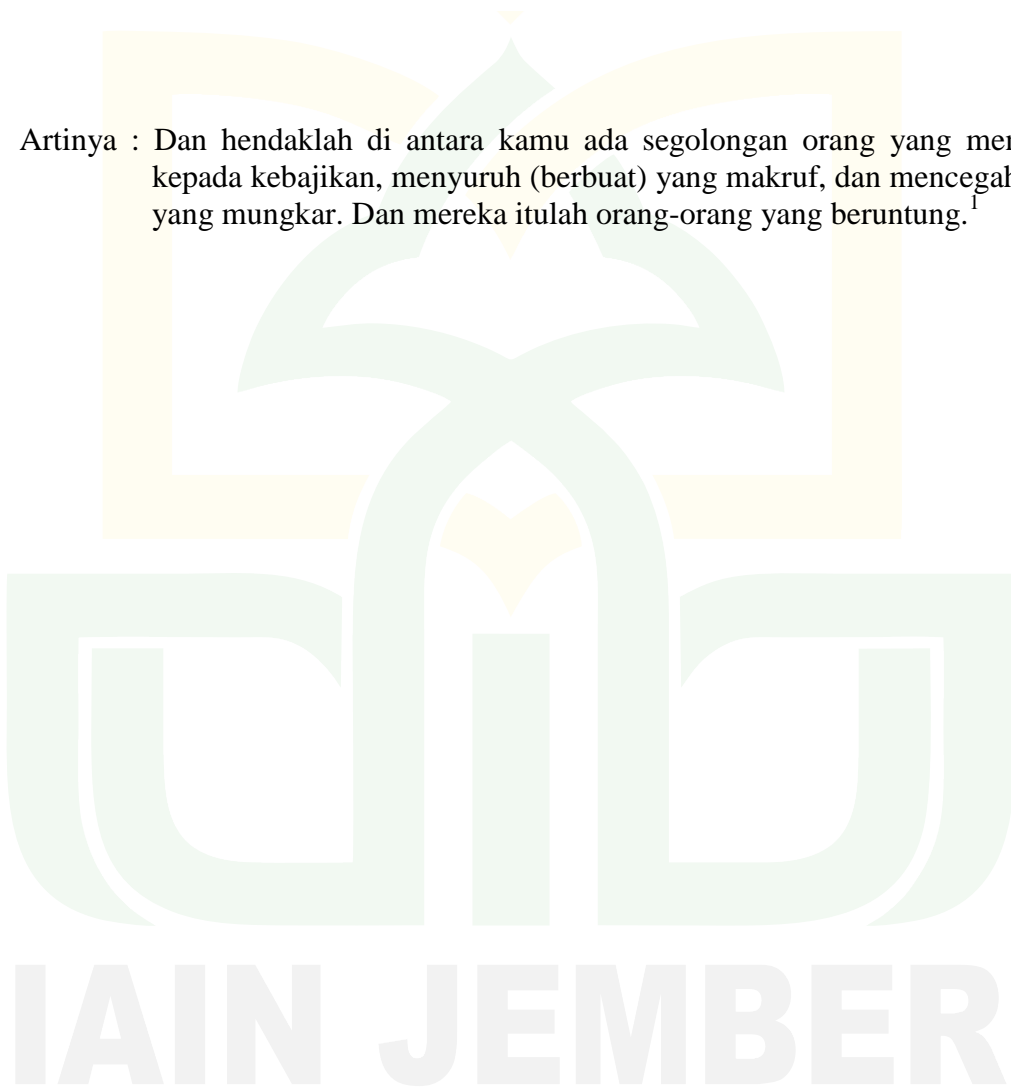 Artinya : Dan hendaklah di antara kamu ada segolongan orang yang
kepada kebajikan, menyuruh (berbuat) yang makruf, dan mencegah
yang mungkar. Dan mereka itulah orang-orang yang beruntung.¹
IAIN JEMBER